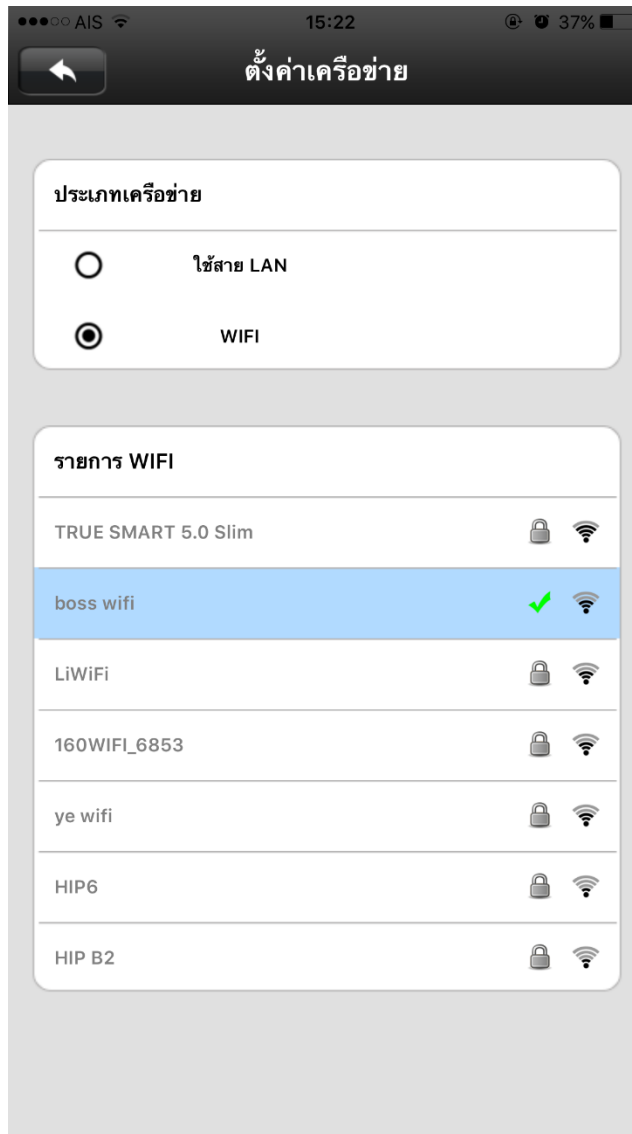 AIS 15:22 37%
ตั้งค่าเครือข่าย
ประเภทเครือข่าย
ใช้สาย LAN
WIFI
รายการ WIFI
TRUE SMART 5.0 Slim
boss wifi
LiWiFi
160WIFI_6853
ye wifi
HIP6
HIP B2